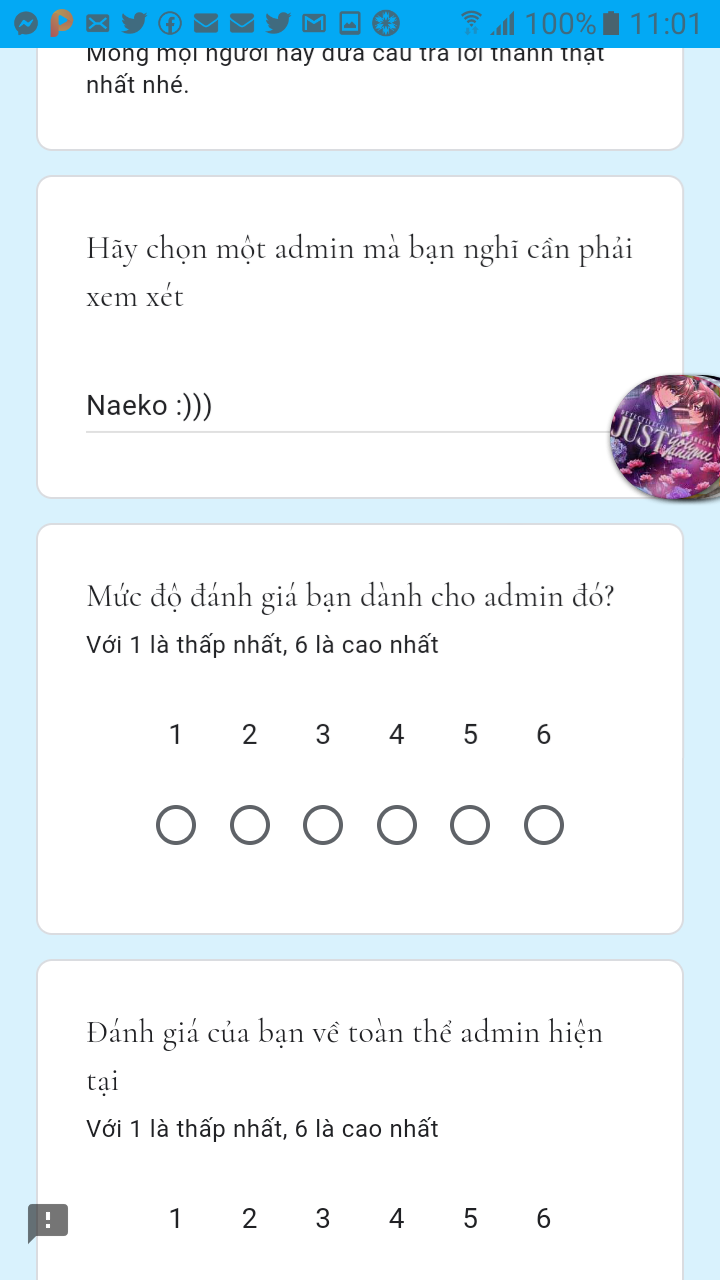 100% 11:01
Mong mọi người hãy đưa câu trả lời thành thật
nhất nhé.
Hãy chọn một admin mà bạn nghĩ cần phải
xem xét
Naeko :)))
JUST
Mức độ đánh giá bạn dành cho admin đó?
Với 1 là thấp nhất, 6 là cao nhất
1 2 3 4 5 6
Đánh giá của bạn về toàn thể admin hiện
tại
Với 1 là thấp nhất, 6 là cao nhất
1 2 3 4 5 6